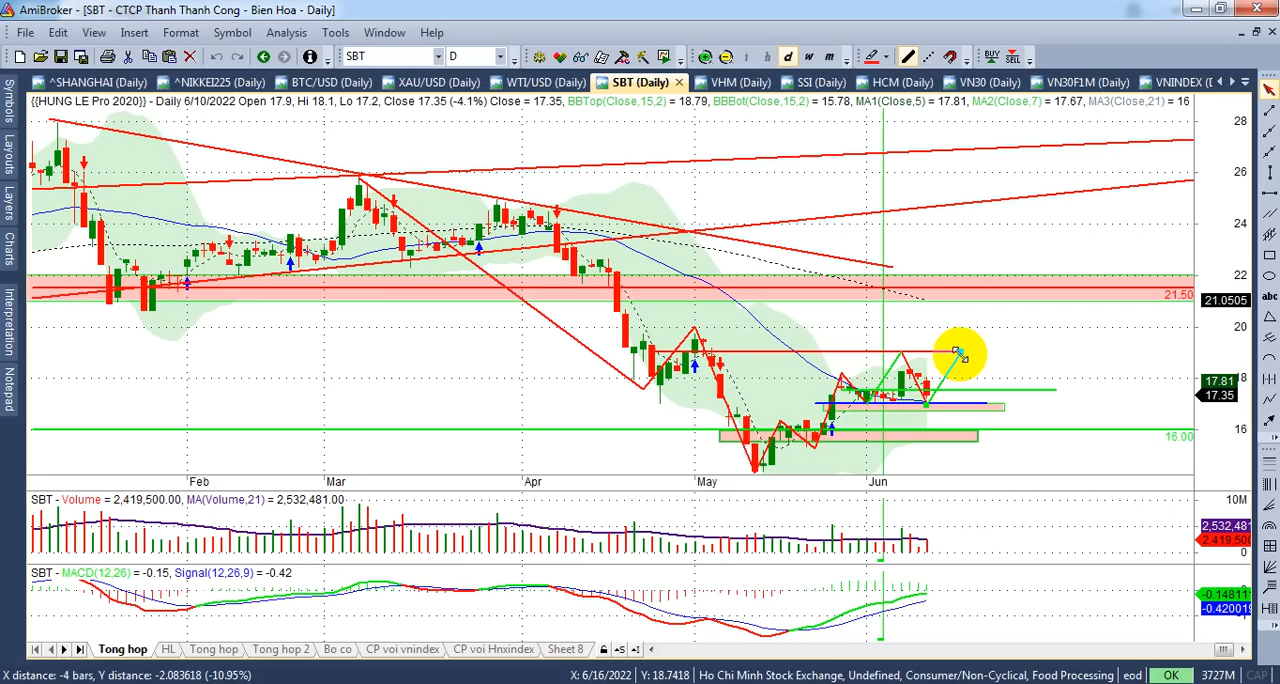 AmiBroker - [SBT - CTCP Thanh Thanh Cong - Bien Hoa - Daily]
File Edit View Insert Format Symbol Analysis Tools Window Help
SBT D i h d w m BUY SELL
^SHANGHAI (Daily) ^NIKKEI225 (Daily) BTC/USD (Daily) XAU/USD (Daily) WTI/USD (Daily) SBT (Daily) VHM (Daily) SSI (Daily) HCM (Daily) VN30 (Daily) VN30F1M (Daily) VNINDEX (
{{HUNG LE Pro 2020}} - Daily 6/10/2022 Open 17.9, Hi 18.1, Lo 17.2, Close 17.35 (-4.1%) Close = 17.35, BBTop(Close,15,2) = 18.79, BBBot(Close,15,2) = 15.78, MA1(Close,5) = 17.81, MA2(Close,7) = 17.67, MA3(Close,21) = 16
Symbols
Layouts
Layers
Charts
Interpretation
Notepad
abc
28
26
24
22
21.50
21.0505
20
18
17.81
17.35
16
16.00
Feb Mar Apr May Jun
SBT - Volume = 2,419,500.00, MA(Volume,21) = 2,532,481.00
10M
2,532,481
2,419,500
0
SBT - MACD(12,26) = -0.15, Signal(12,26,9) = -0.42
-0.14811
-0.42001
Tong hop HL Tong hop Tong hop 2 Bo co CP voi vnindex CP voi Hnxindex Sheet 8
X distance: -4 bars, Y distance: -2.083618 (-10.95%) X: 6/16/2022 Y: 18.7418 Ho Chi Minh Stock Exchange, Undefined, Consumer/Non-Cyclical, Food Processing eod OK 3727M CAP